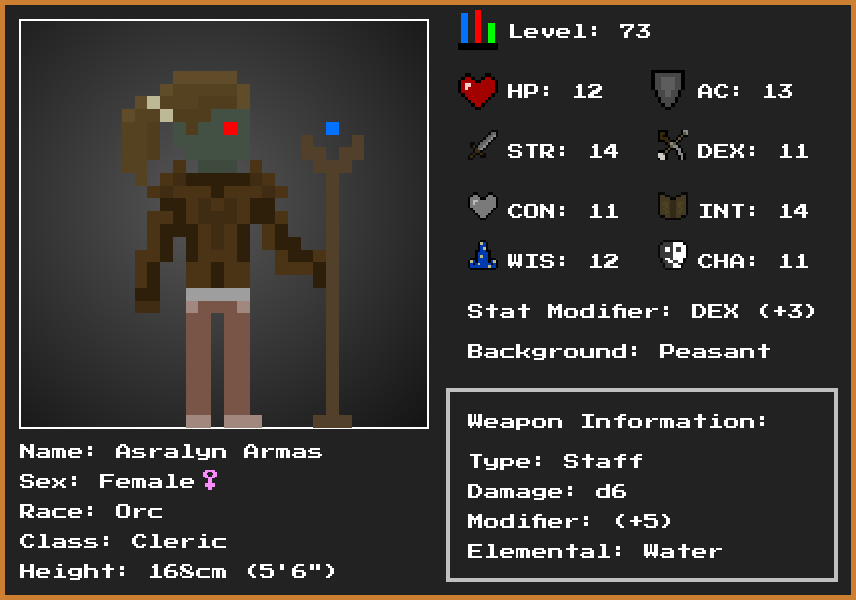 Level: 73
HP: 12 AC: 13
STR: 14 DEX: 11
CON: 11 INT: 14
WIS: 12 CHA: 11
Stat Modifier: DEX (+3)
Background: Peasant
Weapon Information:
Type: Staff
Damage: d6
Modifier: (+5)
Elemental: Water
Name: Asralyn Armas
Sex: Female♀
Race: Orc
Class: Cleric
Height: 168cm (5'6")